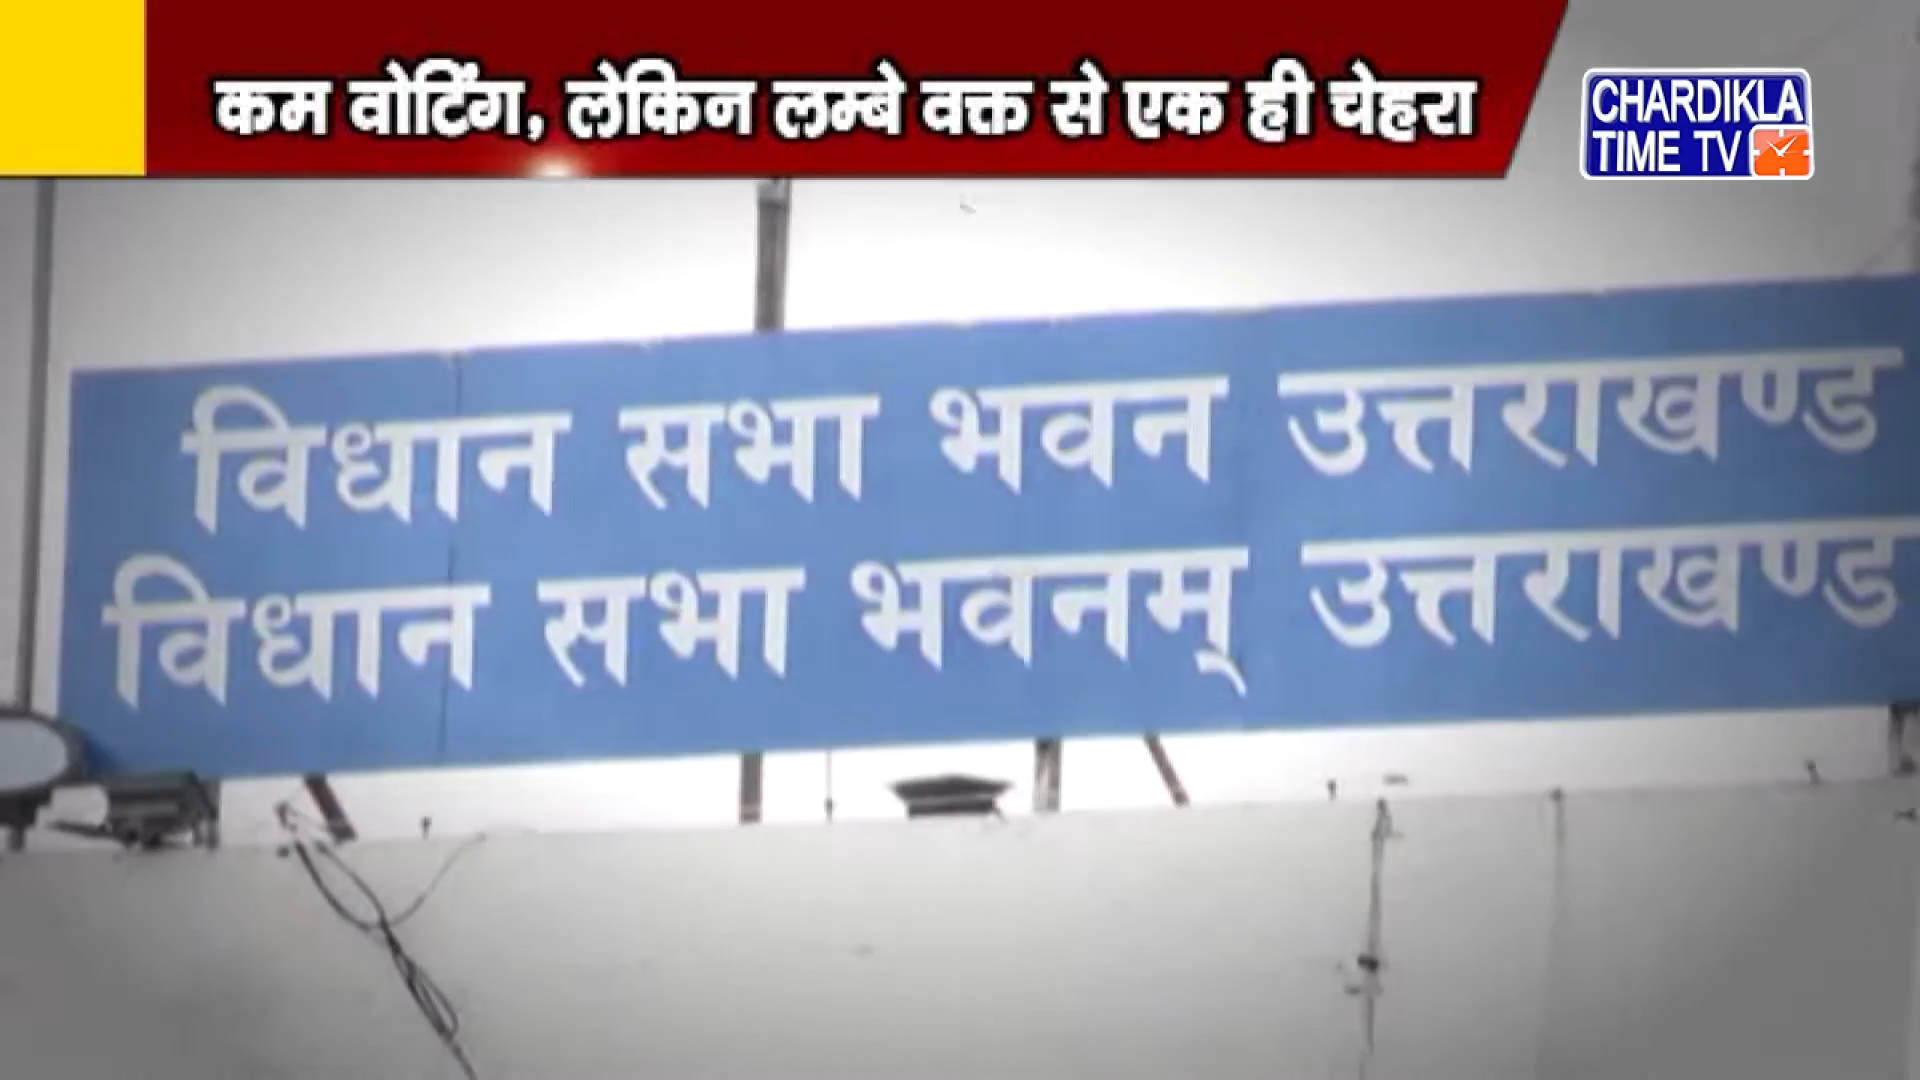 कम वोटिंग, लेकिन लम्बे वक्त से एक ही चेहरा
CHARDIKLA
TIME TV
विधान सभा भवन उत्तराखण्ड
विधान सभा भवनम् उत्तराखण्ड